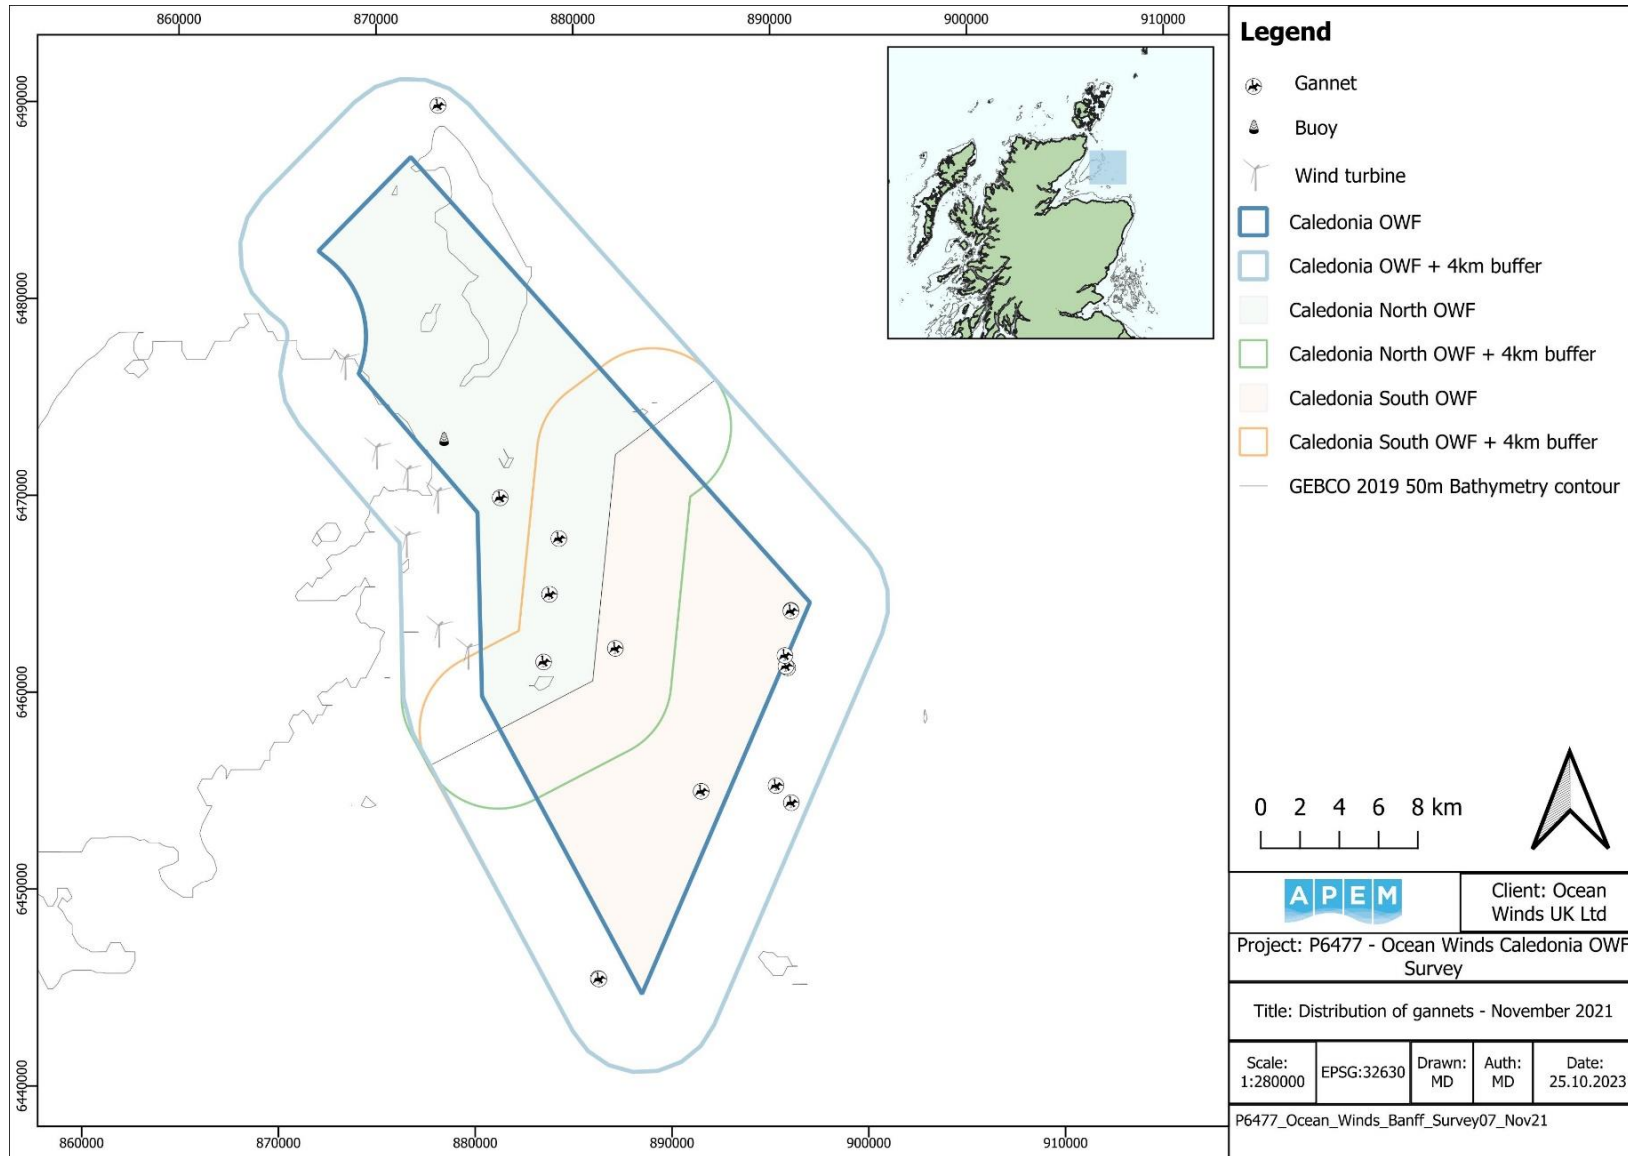 860000 870000 880000 890000 900000 910000
6490000
6480000
6470000
6460000
6450000
6440000
860000 870000 880000 890000 900000 910000
Legend
Gannet
Buoy
Wind turbine
Caledonia OWF
Caledonia OWF + 4km buffer
Caledonia North OWF
Caledonia North OWF + 4km buffer
Caledonia South OWF
Caledonia South OWF + 4km buffer
GEBCO 2019 50m Bathymetry contour
0 2 4 6 8 km
APEM
Client: Ocean
Winds UK Ltd
Project: P6477 - Ocean Winds Caledonia OWF
Survey
Title: Distribution of gannets - November 2021
Scale:
1:280000
EPSG:32630
Drawn:
MD
Auth:
MD
Date:
25.10.2023
P6477_Ocean_Winds_Banff_Survey07_Nov21